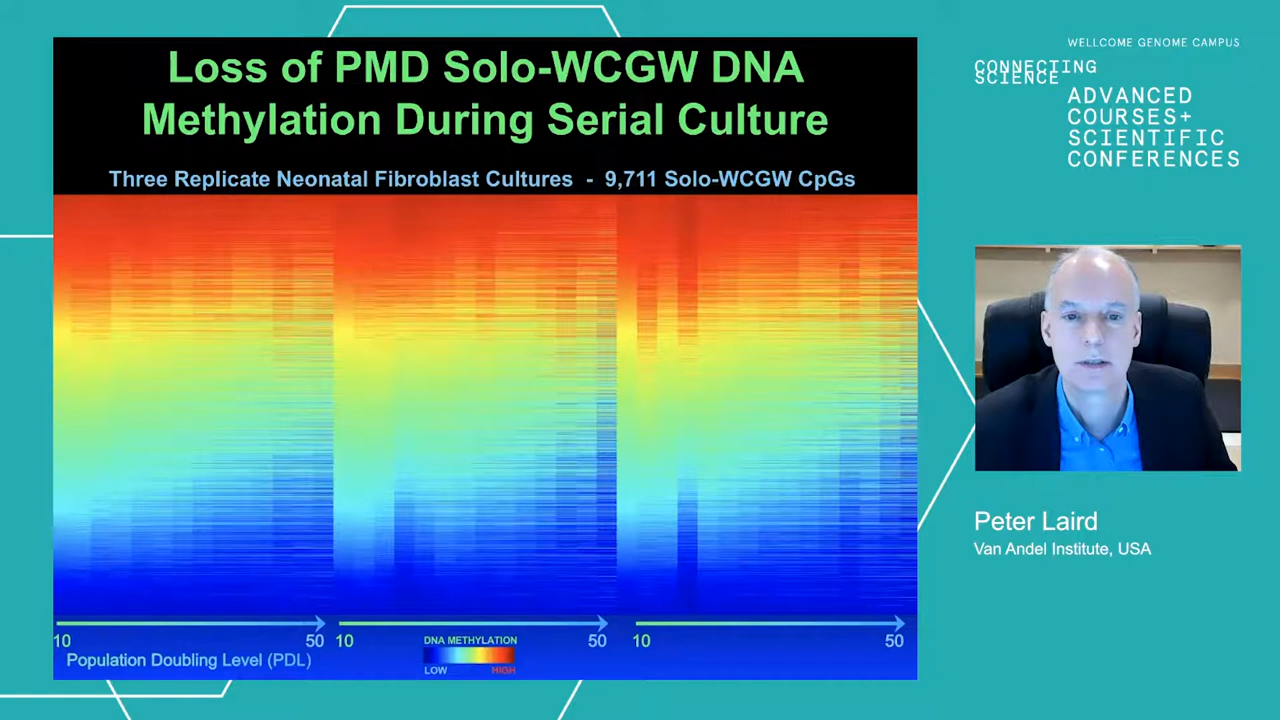 Loss of PMD Solo-WCGW DNA
Methylation During Serial Culture
Three Replicate Neonatal Fibroblast Cultures - 9,711 Solo-WCGW CpGs
10 50 10 50 10 50
Population Doubling Level (PDL)
DNA METHYLATION
LOW HIGH
WELLCOME GENOME CAMPUS
CONNECTING
SCIENCE
ADVANCED
COURSES+
SCIENTIFIC
CONFERENCES
Peter Laird
Van Andel Institute, USA